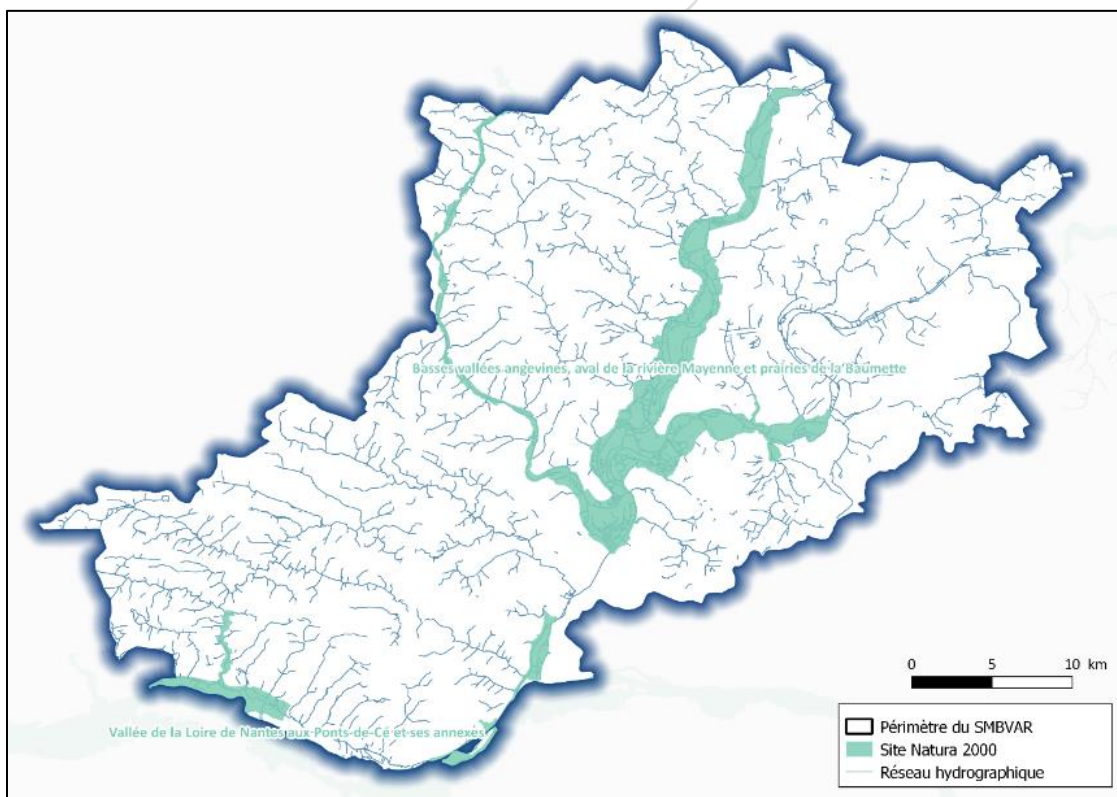 Basses vallées angevines, aval de la rivière Mayenne et prairies de la Baumette
Vallée de la Loire de Nantes aux Ponts-de-Cé et ses annexes
0 5 10 km
Périmètre du SMBVAR
Site Natura 2000
Réseau hydrographique